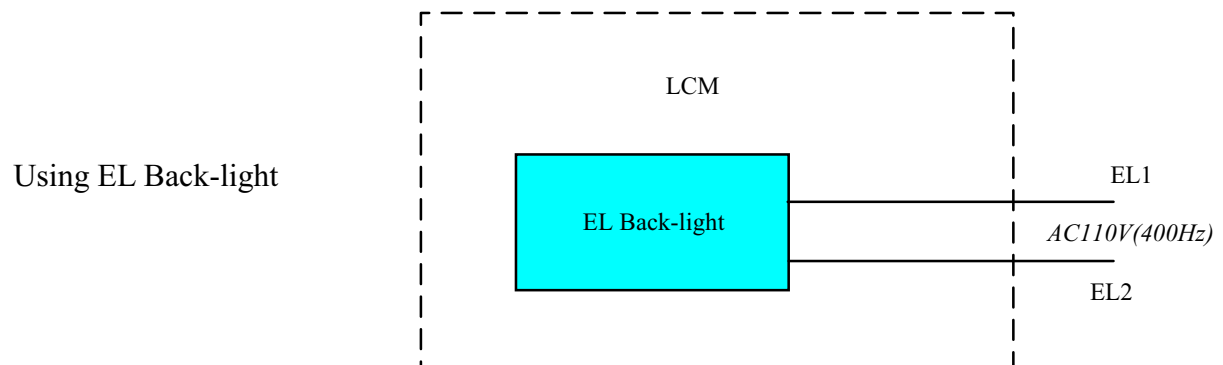 LCM
Using EL Back-light
EL Back-light
EL1
AC110V(400Hz)
EL2